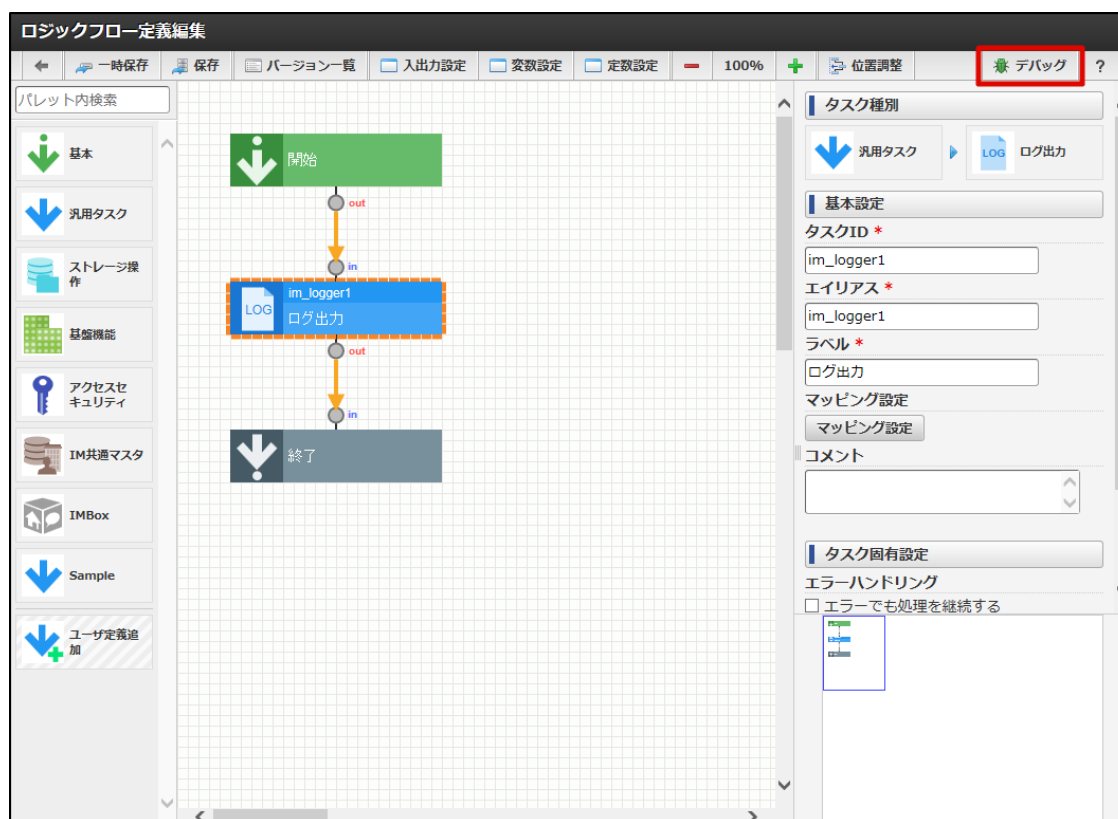 ロジックフロー定義編集
一時保存 保存 バージョン一覧 入出力設定 変数設定 定数設定 100% 位置調整 デバッグ ?
パレット内検索
基本
汎用タスク
ストレージ操
作
基盤機能
アクセスセ
キュリティ
IM共通マスタ
IMBox
Sample
ユーザ定義追
加
開始
out
in
im_logger1
LOG
ログ出力
out
in
終了
タスク種別
汎用タスク LOG ログ出力
基本設定
タスクID *
im_logger1
エイリアス *
im_logger1
ラベル *
ログ出力
マッピング設定
マッピング設定
コメント
タスク固有設定
エラーハンドリング
エラーでも処理を継続する